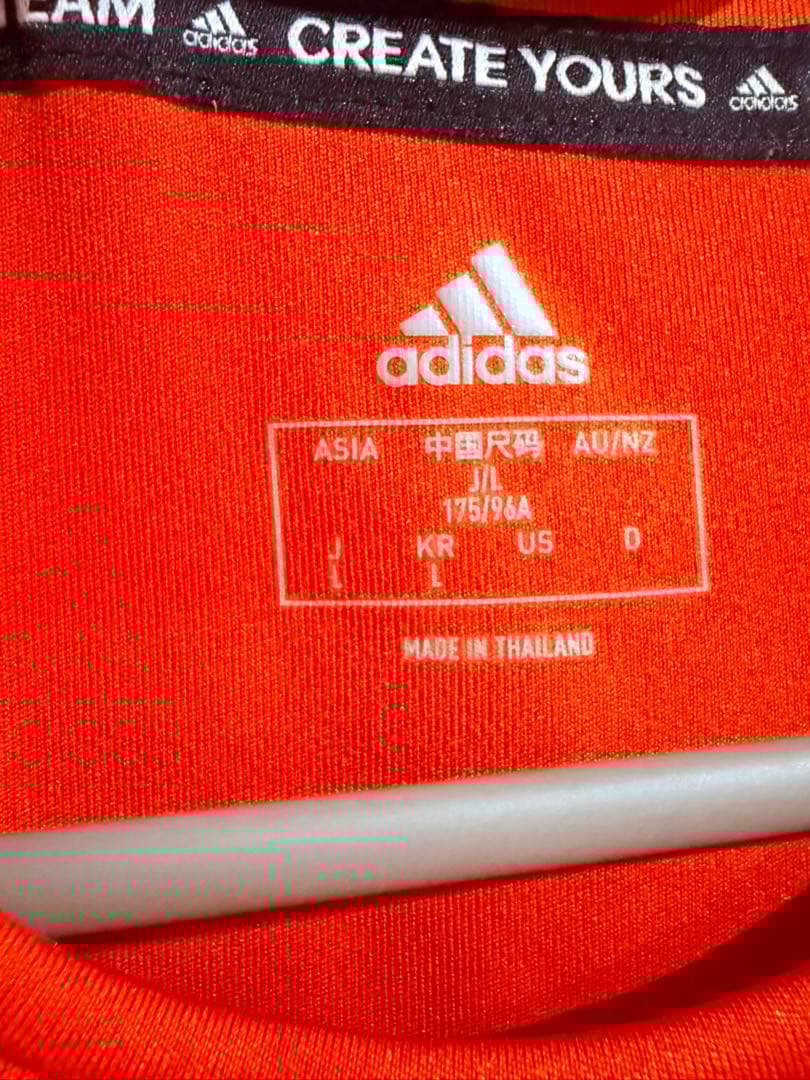 EAM adidas CREATE YOURS adidas
adidas
ASIA 中国尺码 AU/NZ
J/L
175/96A
J KR US D
L L
MADE IN THAILAND